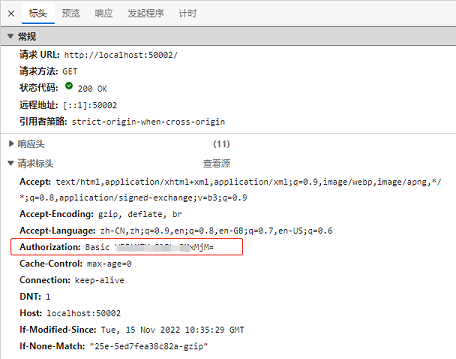 标头 预览 响应 发起程序 计时
常规
请求 URL: http://localhost:50002/
请求方法: GET
状态代码: 200 OK
远程地址: [::1]:50002
引用者策略: strict-origin-when-cross-origin
响应头 (11)
请求标头 查看源
Accept: text/html,application/xhtml+xml,application/xml;q=0.9,image/webp,image/apng,*/
*;q=0.8,application/signed-exchange;v=b3;q=0.9
Accept-Encoding: gzip, deflate, br
Accept-Language: zh-CN,zh;q=0.9,en;q=0.8,en-GB;q=0.7,en-US;q=0.6
Authorization: Basic
Cache-Control: max-age=0
Connection: keep-alive
DNT: 1
Host: localhost:50002
If-Modified-Since: Tue, 15 Nov 2022 10:35:29 GMT
If-None-Match: "25e-5ed7fea38c82a-gzip"